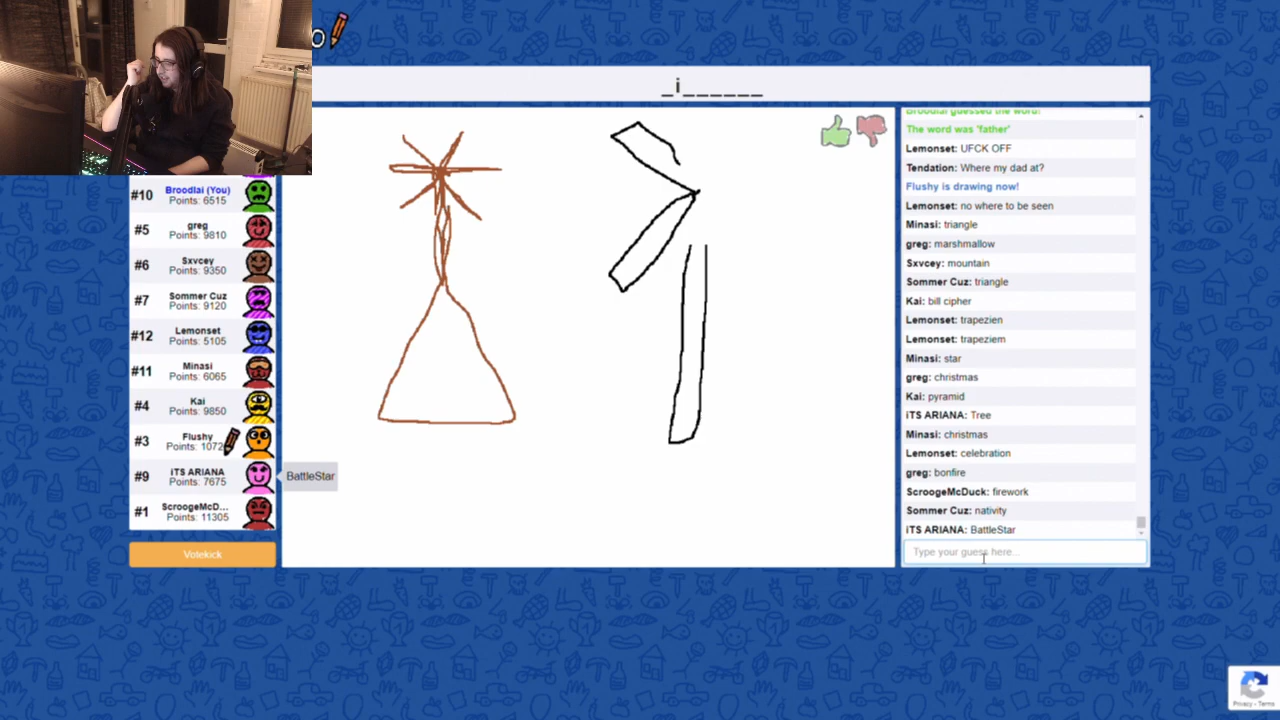 _i______
#10 Broodlai (You)
Points: 6515
#5 greg
Points: 9810
#6 Sxvcey
Points: 9350
#7 Sommer Cuz
Points: 9120
#12 Lemonset
Points: 5105
#11 Minasi
Points: 6065
#4 Kai
Points: 9850
#3 Flushy
Points: 1072
#9 iTS ARIANA
Points: 7675
#1 ScroogeMcD...
Points: 11305
Votekick
BattleStar
Broodlai guessed the word!
The word was 'father'
Lemonset: UFCK OFF
Tendation: Where my dad at?
Flushy is drawing now!
Lemonset: no where to be seen
Minasi: triangle
greg: marshmallow
Sxvcey: mountain
Sommer Cuz: triangle
Kai: bill cipher
Lemonset: trapezien
Lemonset: trapeziem
Minasi: star
greg: christmas
Kai: pyramid
iTS ARIANA: Tree
Minasi: christmas
Lemonset: celebration
greg: bonfire
ScroogeMcDuck: firework
Sommer Cuz: nativity
iTS ARIANA: BattleStar
Type your guess here...
Privacy - Terms